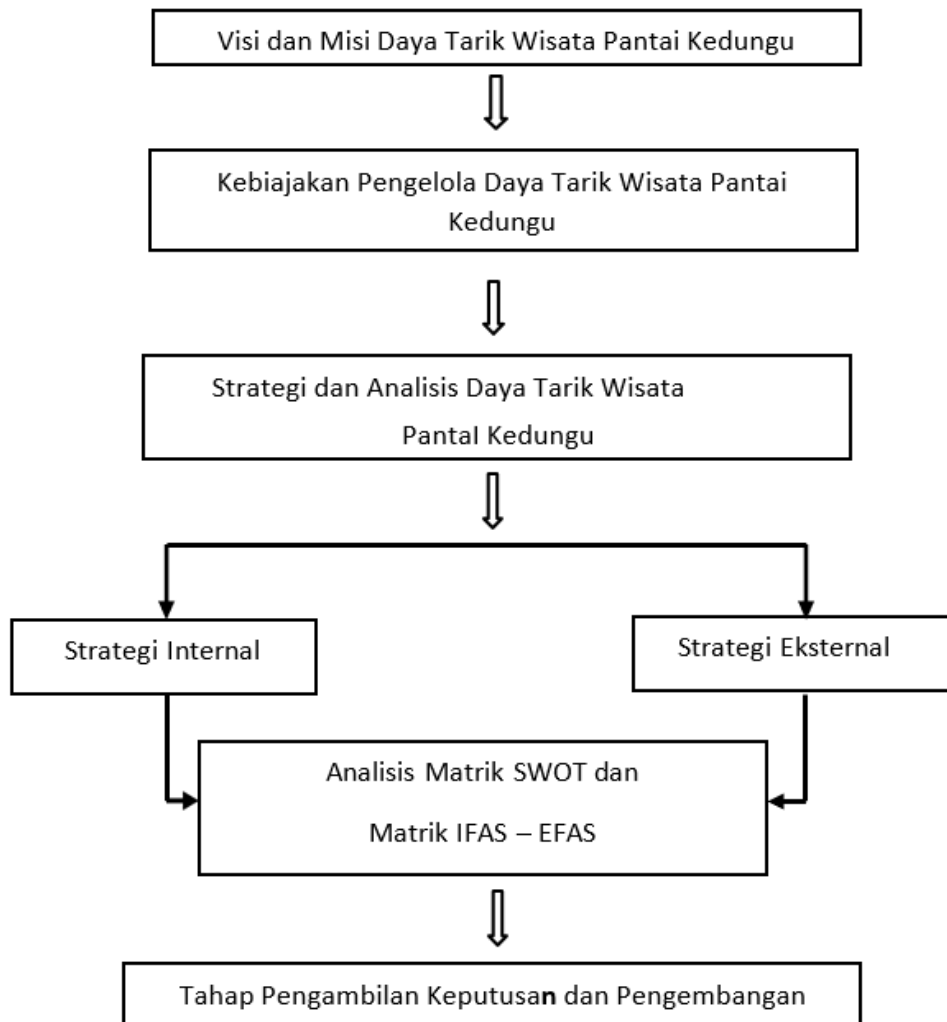 Visi dan Misi Daya Tarik Wisata Pantai Kedungu
Kebiajakan Pengelola Daya Tarik Wisata Pantai
Kedungu
Strategi dan Analisis Daya Tarik Wisata
PantaI Kedungu
Strategi Internal
Strategi Eksternal
Analisis Matrik SWOT dan
Matrik IFAS – EFAS
Tahap Pengambilan Keputusan dan Pengembangan